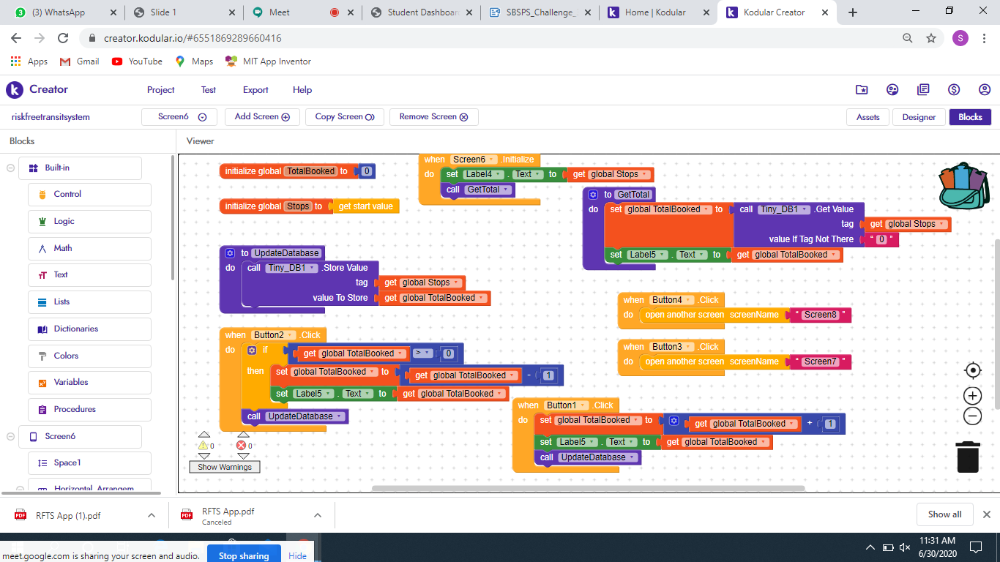 (3) WhatsApp
Slide 1
Meet
Student Dashboar
SBSPS_Challenge_
Home | Kodular
Kodular Creator
creator.kodular.io/#6551869289660416
S
Apps
Gmail
YouTube
Maps
MIT App Inventor
Creator
Project
Test
Export
Help
riskfreetransitsystem
Screen6
Add Screen
Copy Screen
Remove Screen
Assets
Designer
Blocks
Blocks
Viewer
Built-in
Control
Logic
Math
Text
Lists
Dictionaries
Colors
Variables
Procedures
Screen6
Space1
Horizontal_Arrangem
initialize global TotalBooked to 0
initialize global Stops to get start value
when Screen6 .Initialize
do set Label4 . Text to get global Stops
call GetTotal
to GetTotal
do set global TotalBooked to call Tiny_DB1 .Get Value
tag get global Stops
value If Tag Not There " 0 "
set Label5 . Text to get global TotalBooked
to UpdateDatabase
do call Tiny_DB1 .Store Value
tag get global Stops
value To Store get global TotalBooked
when Button4 .Click
do open another screen screenName " Screen8 "
when Button2 .Click
do if get global TotalBooked > 0
then set global TotalBooked to get global TotalBooked - 1
set Label5 . Text to get global TotalBooked
call UpdateDatabase
when Button3 .Click
do open another screen screenName " Screen7 "
when Button1 .Click
do set global TotalBooked to get global TotalBooked + 1
set Label5 . Text to get global TotalBooked
call UpdateDatabase
0
0
Show Warnings
RFTS App (1).pdf
RFTS App.pdf
Canceled
Show all
meet.google.com is sharing your screen and audio.
Stop sharing
Hide
11:31 AM
6/30/2020